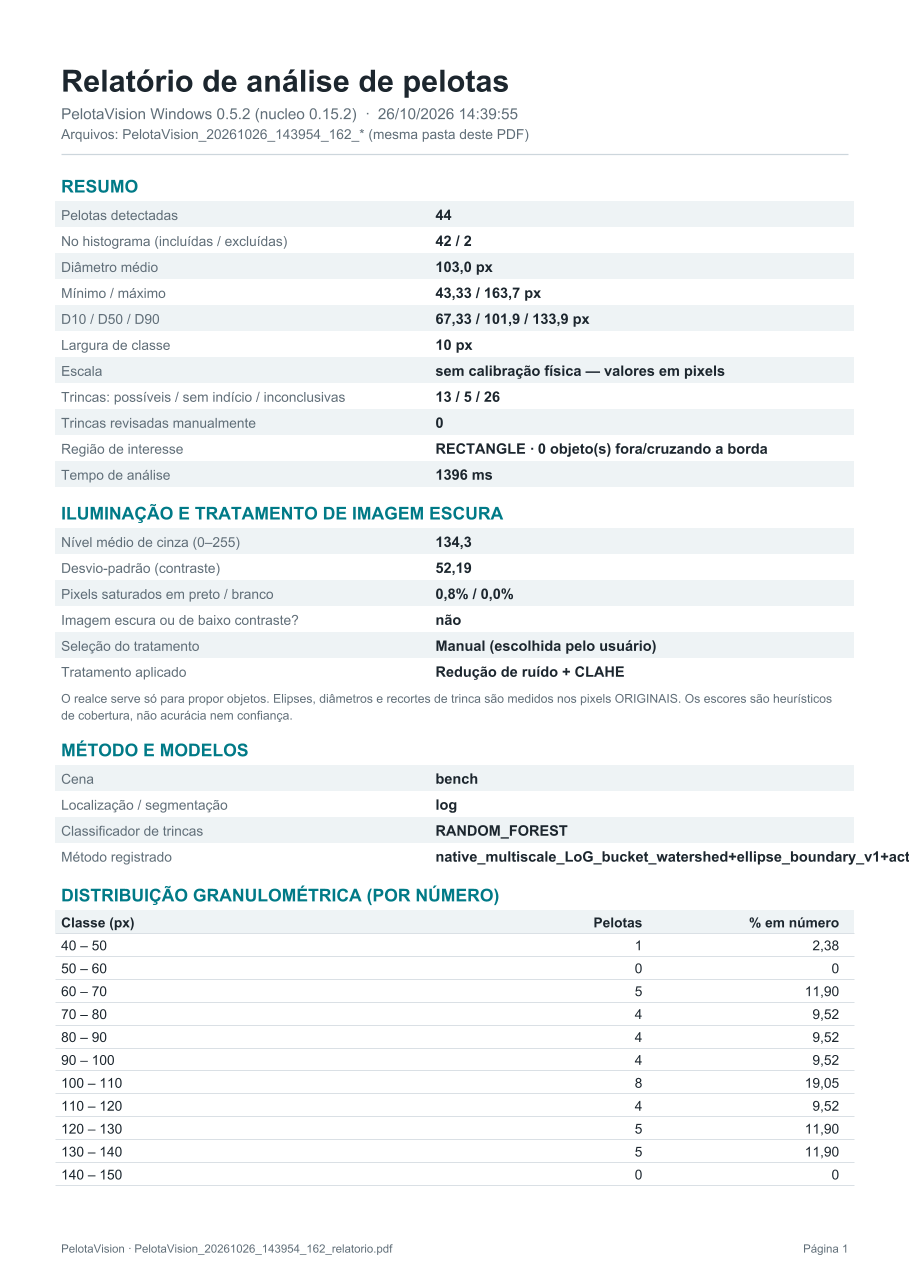 Relatório de análise de pelotas
PelotaVision Windows 0.5.2 (nucleo 0.15.2) · 26/10/2026 14:39:55
Arquivos: PelotaVision_20261026_143954_162_* (mesma pasta deste PDF)
RESUMO
Pelotas detectadas 44
No histograma (incluídas / excluídas) 42 / 2
Diâmetro médio 103,0 px
Mínimo / máximo 43,33 / 163,7 px
D10 / D50 / D90 67,33 / 101,9 / 133,9 px
Largura de classe 10 px
Escala sem calibração física — valores em pixels
Trincas: possíveis / sem indício / inconclusivas 13 / 5 / 26
Trincas revisadas manualmente 0
Região de interesse RECTANGLE · 0 objeto(s) fora/cruzando a borda
Tempo de análise 1396 ms
ILUMINAÇÃO E TRATAMENTO DE IMAGEM ESCURA
Nível médio de cinza (0–255) 134,3
Desvio-padrão (contraste) 52,19
Pixels saturados em preto / branco 0,8% / 0,0%
Imagem escura ou de baixo contraste? não
Seleção do tratamento Manual (escolhida pelo usuário)
Tratamento aplicado Redução de ruído + CLAHE
O realce serve só para propor objetos. Elipses, diâmetros e recortes de trinca são medidos nos pixels ORIGINAIS. Os escores são heurísticos
de cobertura, não acurácia nem confiança.
MÉTODO E MODELOS
Cena bench
Localização / segmentação log
Classificador de trincas RANDOM_FOREST
Método registrado native_multiscale_LoG_bucket_watershed+ellipse_boundary_v1+act
DISTRIBUIÇÃO GRANULOMÉTRICA (POR NÚMERO)
Classe (px) Pelotas % em número
40 – 50 1 2,38
50 – 60 0 0
60 – 70 5 11,90
70 – 80 4 9,52
80 – 90 4 9,52
90 – 100 4 9,52
100 – 110 8 19,05
110 – 120 4 9,52
120 – 130 5 11,90
130 – 140 5 11,90
140 – 150 0 0
PelotaVision · PelotaVision_20261026_143954_162_relatorio.pdf Página 1